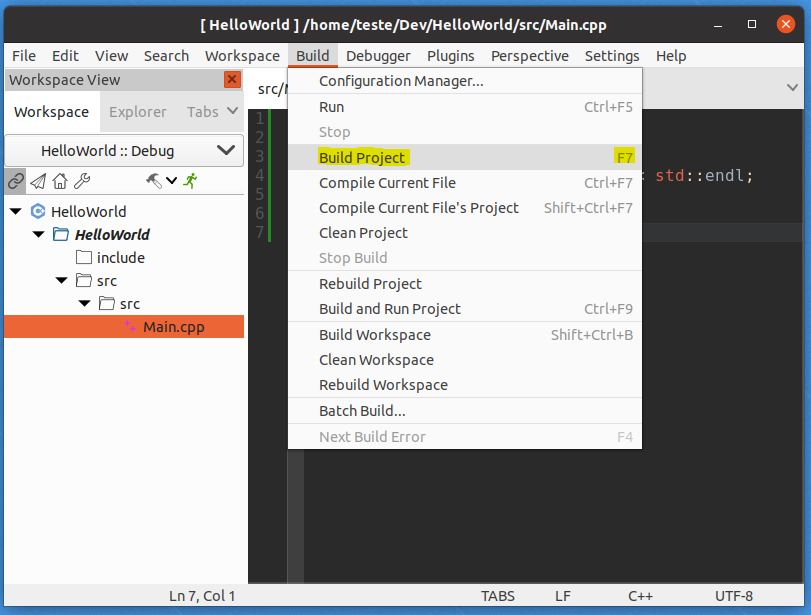 [ HelloWorld ] /home/teste/Dev/HelloWorld/src/Main.cpp
File Edit View Search Workspace Build Debugger Plugins Perspective Settings Help
Workspace View
Workspace Explorer Tabs
HelloWorld :: Debug
HelloWorld
HelloWorld
include
src
src
Main.cpp
src/
1
2
3
4
5
6
7
std::endl;
Configuration Manager...
Run Ctrl+F5
Stop
Build Project F7
Compile Current File Ctrl+F7
Compile Current File's Project Shift+Ctrl+F7
Clean Project
Stop Build
Rebuild Project
Build and Run Project Ctrl+F9
Build Workspace Shift+Ctrl+B
Clean Workspace
Rebuild Workspace
Batch Build...
Next Build Error F4
Ln 7, Col 1 TABS LF C++ UTF-8